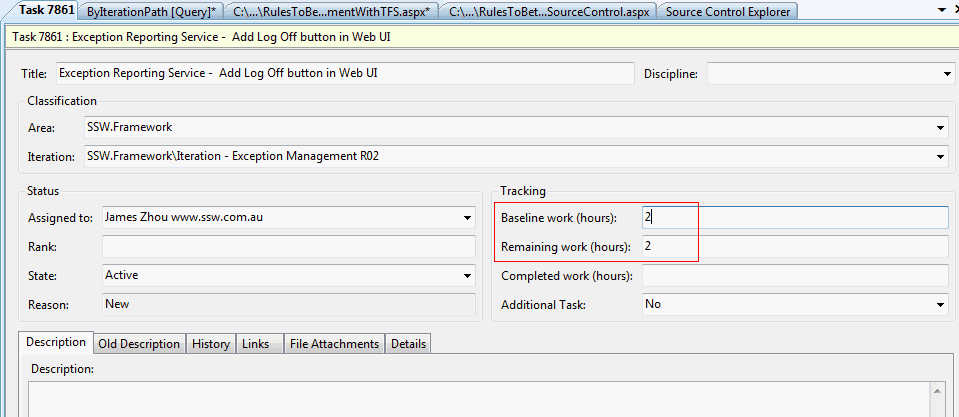 Task 7861 ByIterationPath [Query]* C:\...\RulesToBe...mentWithTFS.aspx* C:\...\RulesToBet...SourceControl.aspx Source Control Explorer
Task 7861 : Exception Reporting Service -  Add Log Off button in Web UI
Title: Exception Reporting Service -  Add Log Off button in Web UI Discipline:
Classification
Area: SSW.Framework
Iteration: SSW.Framework\Iteration - Exception Management R02
Status Tracking
Assigned to: James Zhou www.ssw.com.au Baseline work (hours): 2
Rank: Remaining work (hours): 2
State: Active Completed work (hours):
Reason: New Additional Task: No
Description Old Description History Links File Attachments Details
Description: